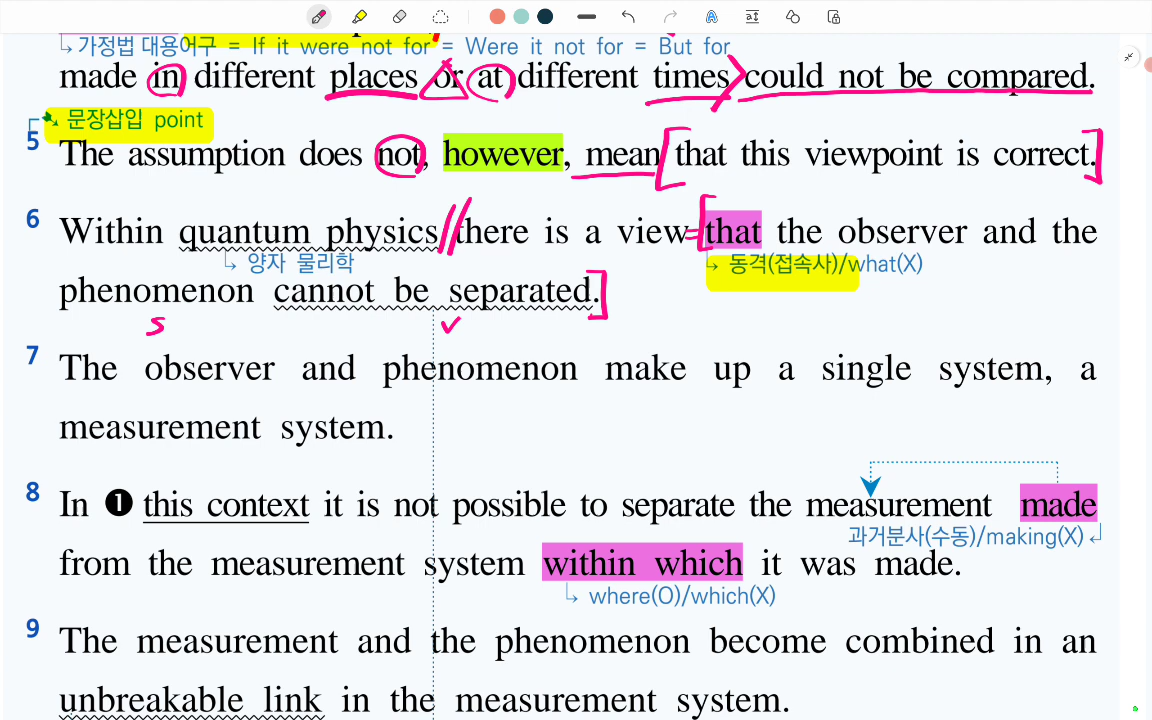 ↳ 가정법 대용어구 = If it were not for = Were it not for = But for
made in different places or at different times could not be compared.
문장삽입 point
5 The assumption does not, however, mean that this viewpoint is correct.
6 Within quantum physics there is a view that the observer and the
↳ 양자 물리학 ↳ 동격(접속사)/what(X)
phenomenon cannot be separated.
S V
7 The observer and phenomenon make up a single system, a
measurement system.
8 In ❶ this context it is not possible to separate the measurement made
과거분사(수동)/making(X) ↲
from the measurement system within which it was made.
↳ where(O)/which(X)
9 The measurement and the phenomenon become combined in an
unbreakable link in the measurement system.